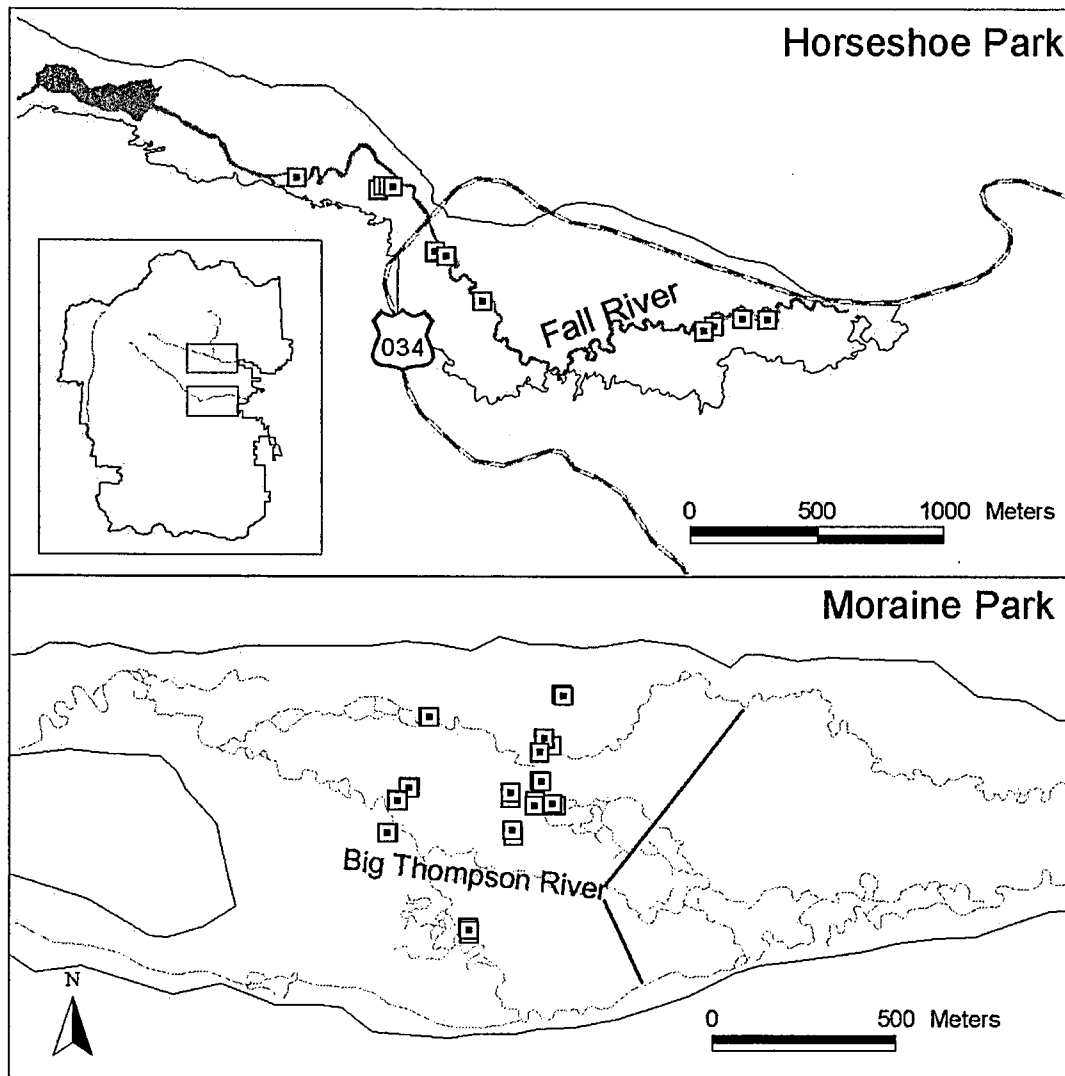 Horseshoe Park
Fall River
034
0 500 1000 Meters
Moraine Park
Big Thompson River
N
0 500 Meters